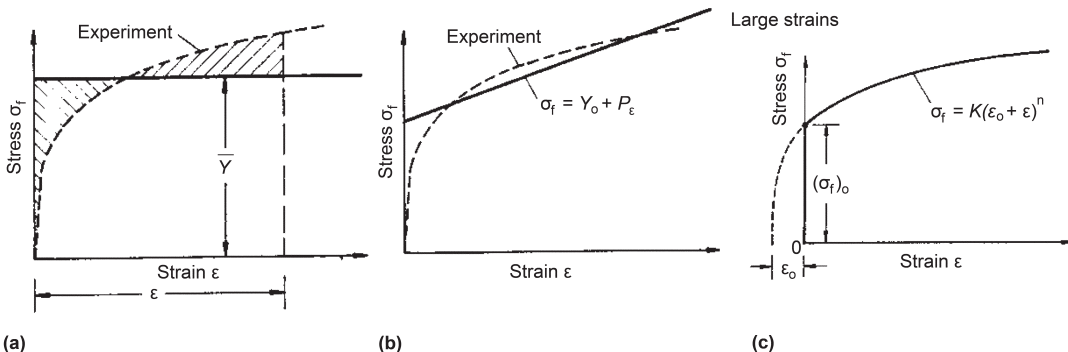 Experiment
Stress σf
Y̅
Strain ε
ε
(a)
Experiment
σf = Yo + Pε
Stress σf
Strain ε
(b)
Large strains
Stress σf
σf = K(εo + ε)ⁿ
(σf)o
0
εo
Strain ε
(c)